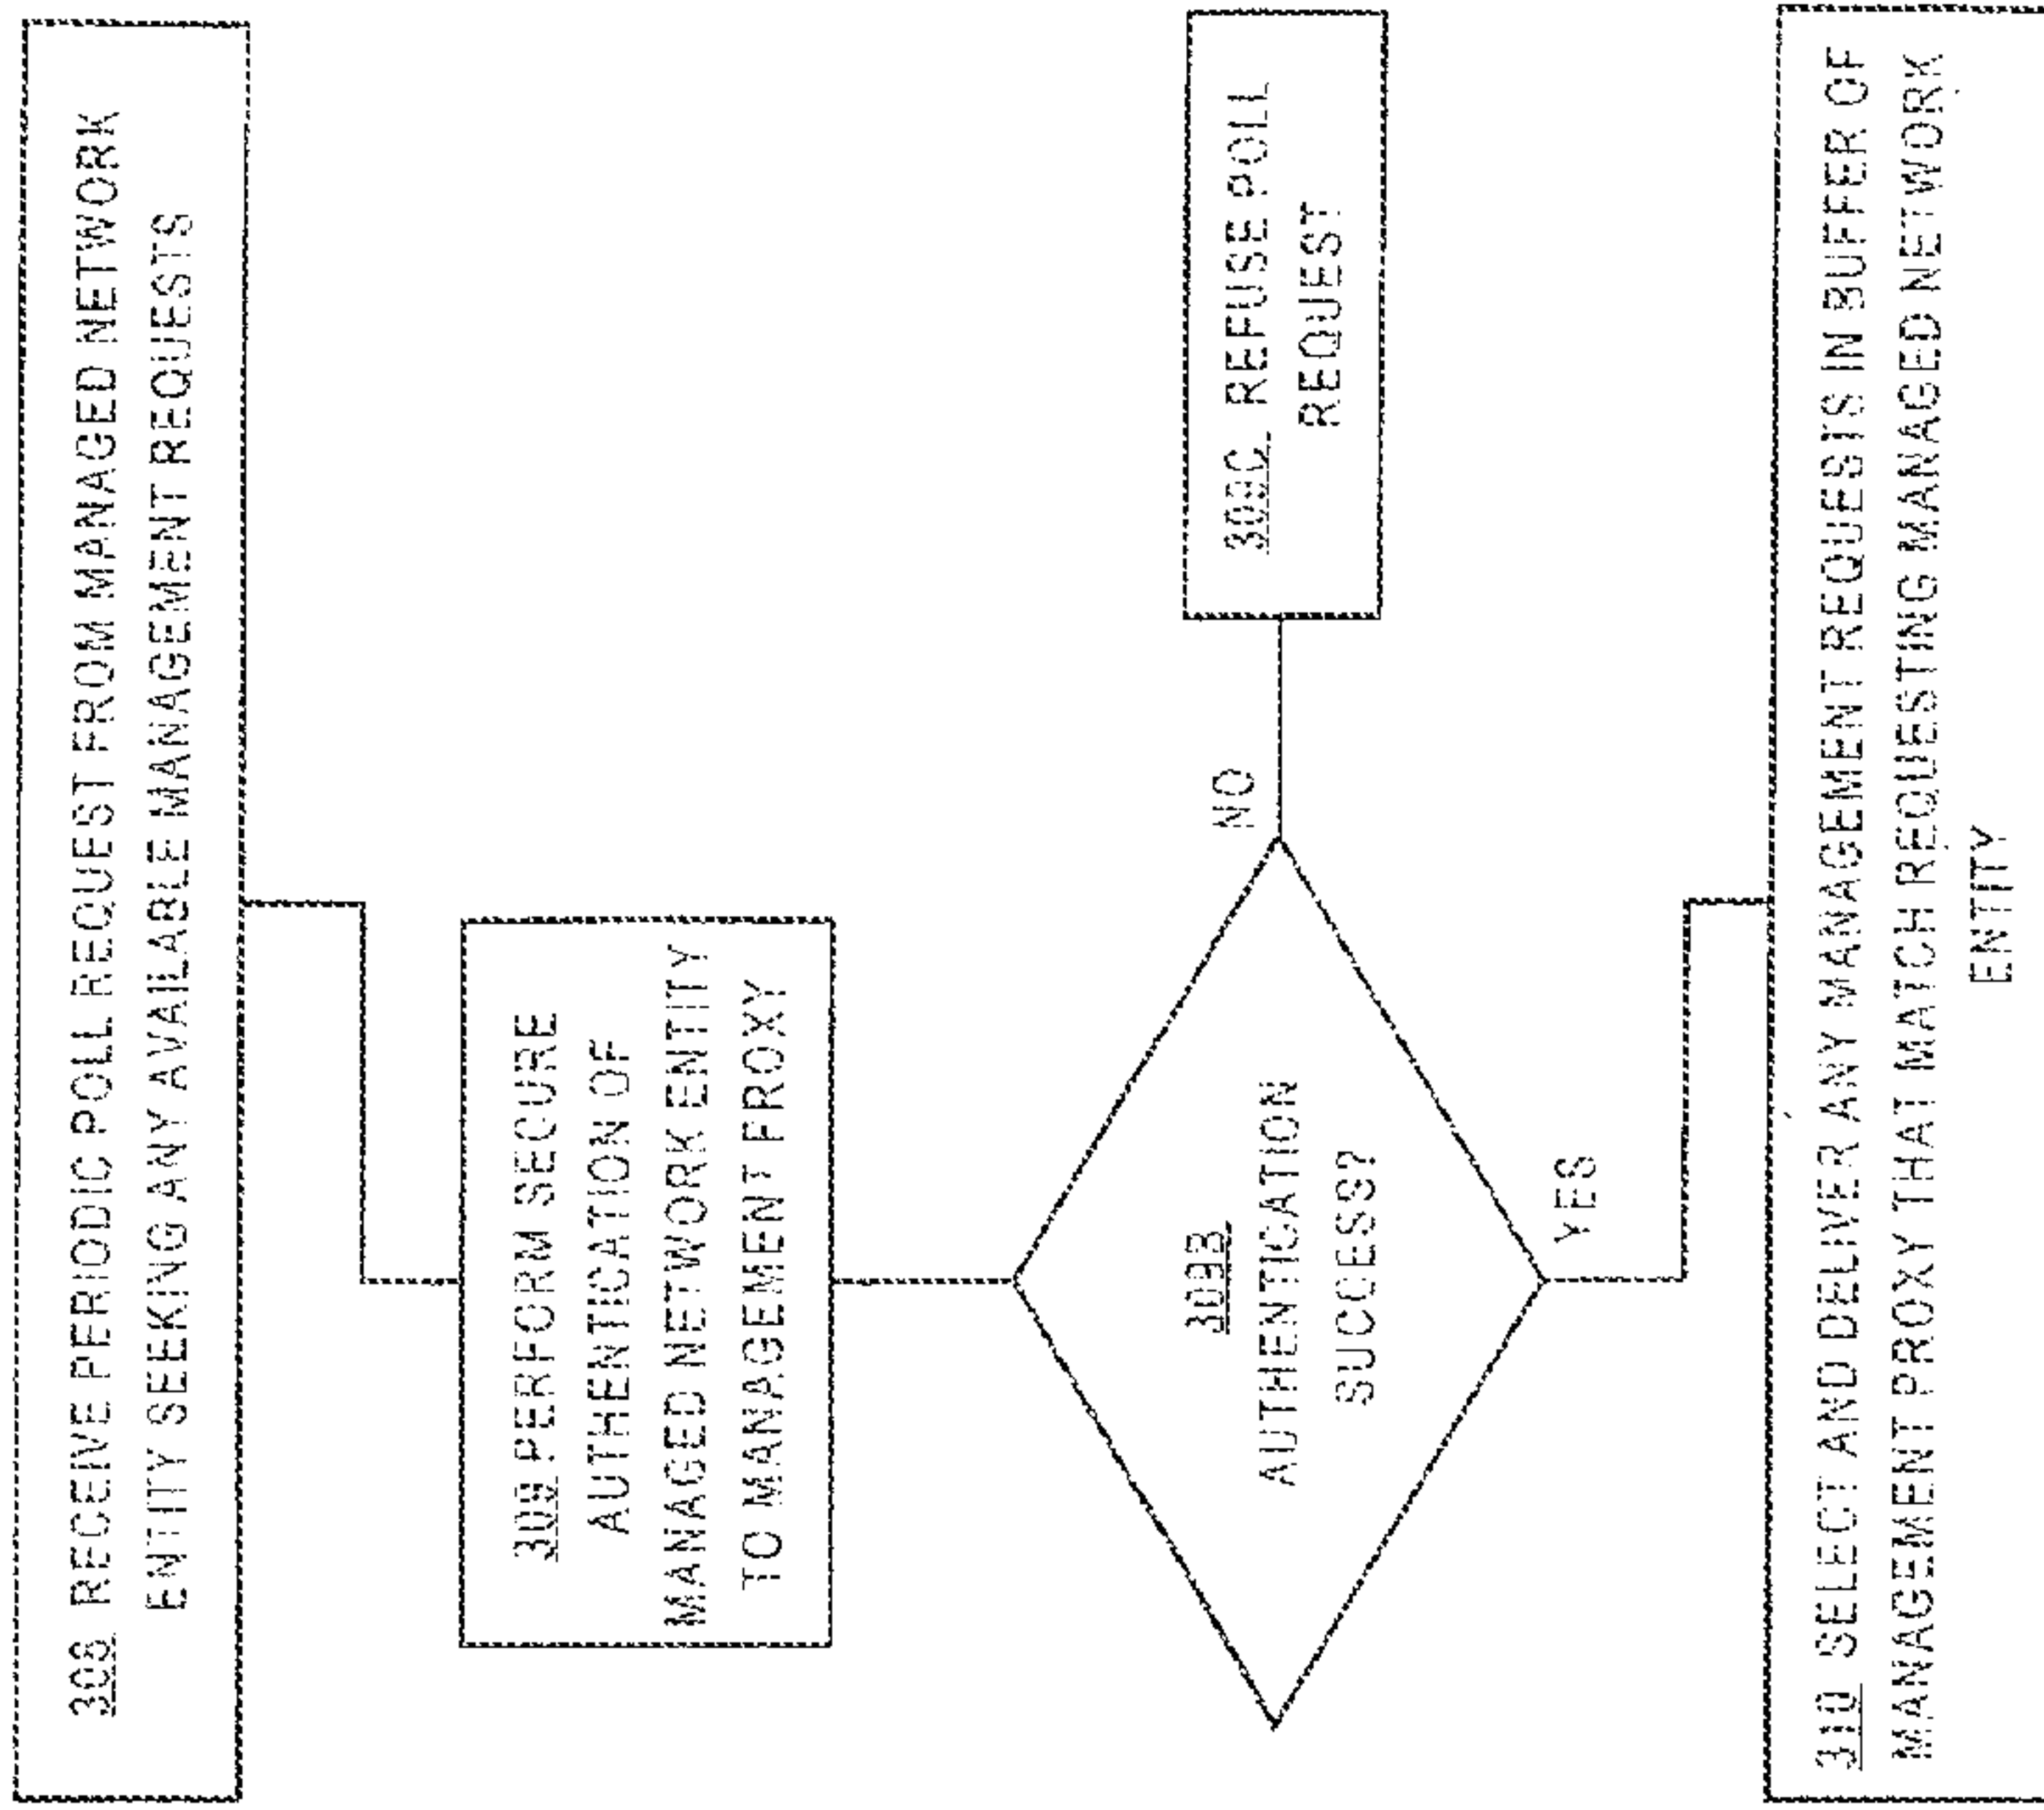 308 RECEIVE PERIODIC POLL REQUEST FROM MANAGED NETWORK
ENTITY SEEKING ANY AVAILABLE MANAGEMENT REQUESTS
309 PERFORM SECURE
AUTHENTICATION OF
MANAGED NETWORK ENTITY
TO MANAGEMENT PROXY
309B
AUTHENTICATION
SUCCESS?
NO
309C REFUSE POLL
REQUEST
YES
310 SELECT AND DELIVER ANY MANAGEMENT REQUESTS IN BUFFER OF
MANAGEMENT PROXY THAT MATCH REQUESTING MANAGED NETWORK
ENTITY